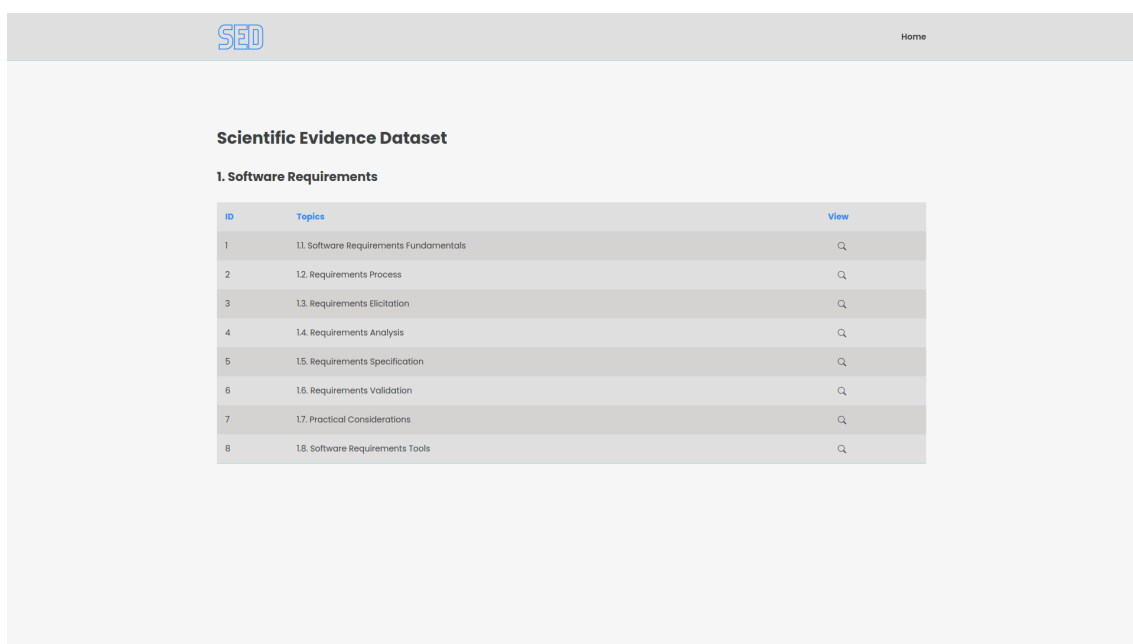 SED
Home
Scientific Evidence Dataset
1. Software Requirements
ID Topics View
1 1.1. Software Requirements Fundamentals
2 1.2. Requirements Process
3 1.3. Requirements Elicitation
4 1.4. Requirements Analysis
5 1.5. Requirements Specification
6 1.6. Requirements Validation
7 1.7. Practical Considerations
8 1.8. Software Requirements Tools